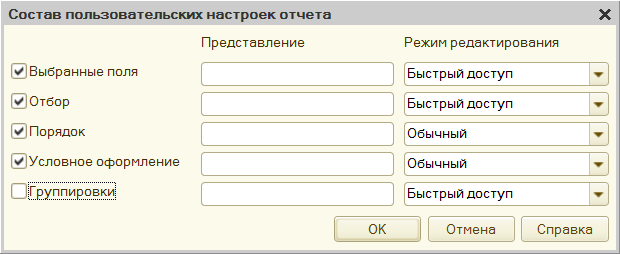 Состав пользовательских настроек отчета
Представление Режим редактирования
Выбранные поля Быстрый доступ
Отбор Быстрый доступ
Порядок Обычный
Условное оформление Обычный
Группировки Быстрый доступ
OK Отмена Справка